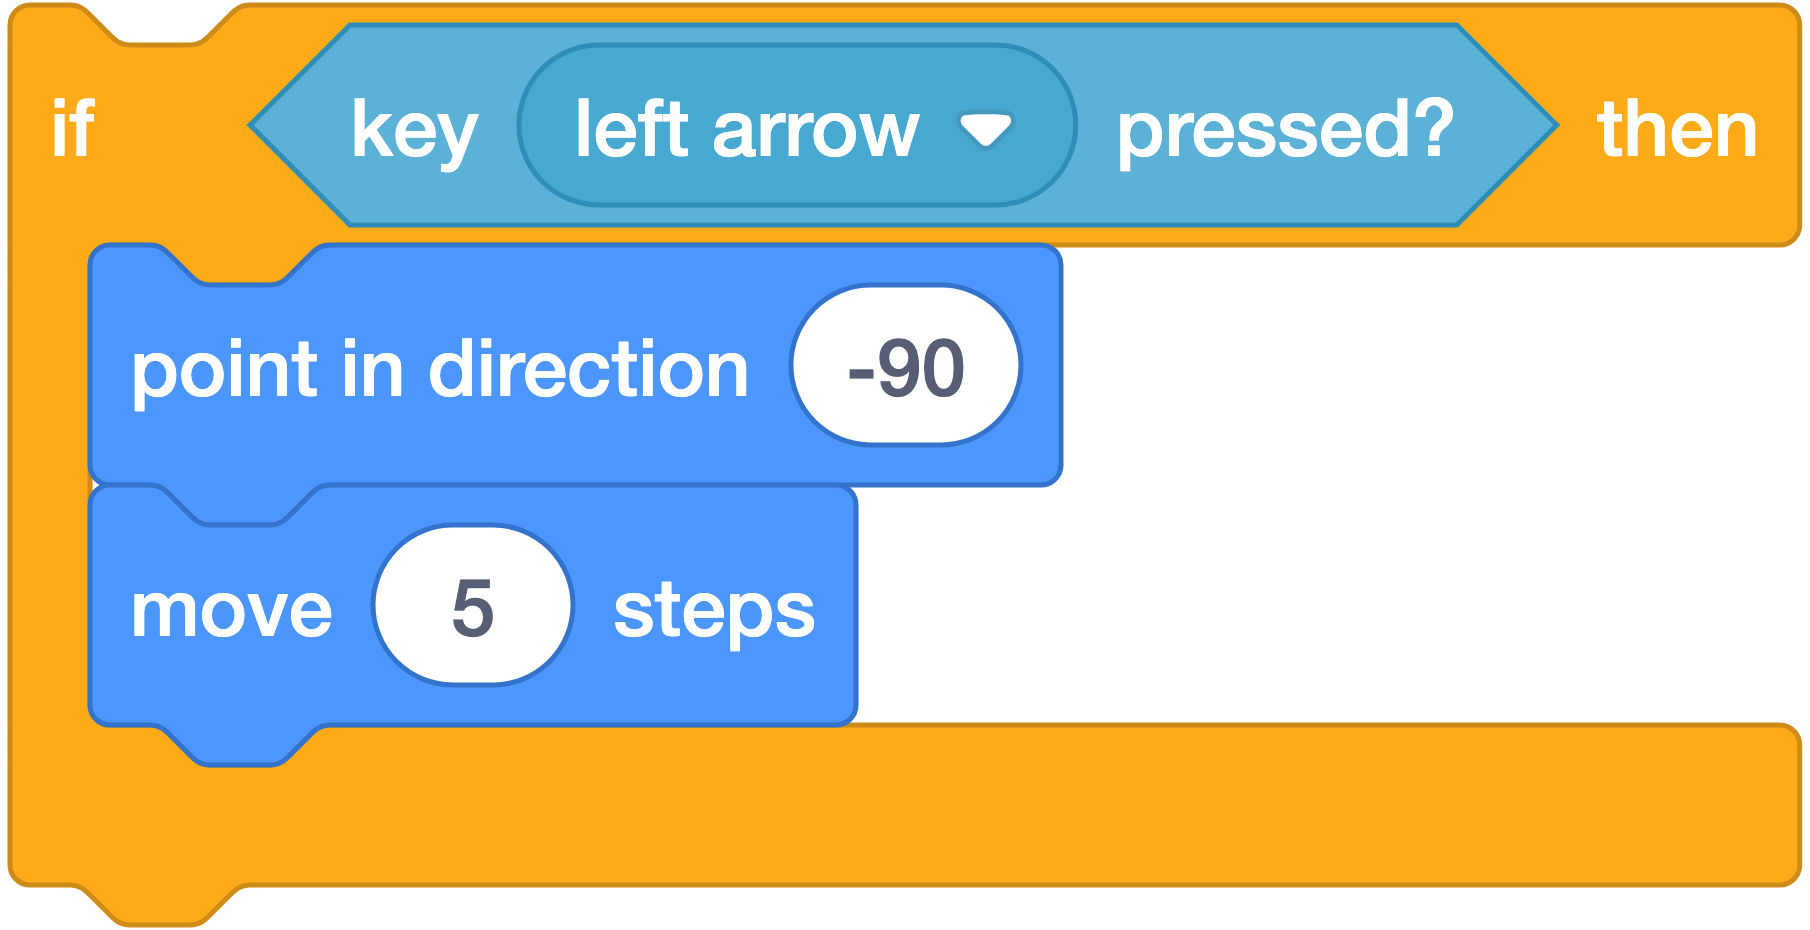 if key left arrow pressed? then
point in direction -90
move 5 steps